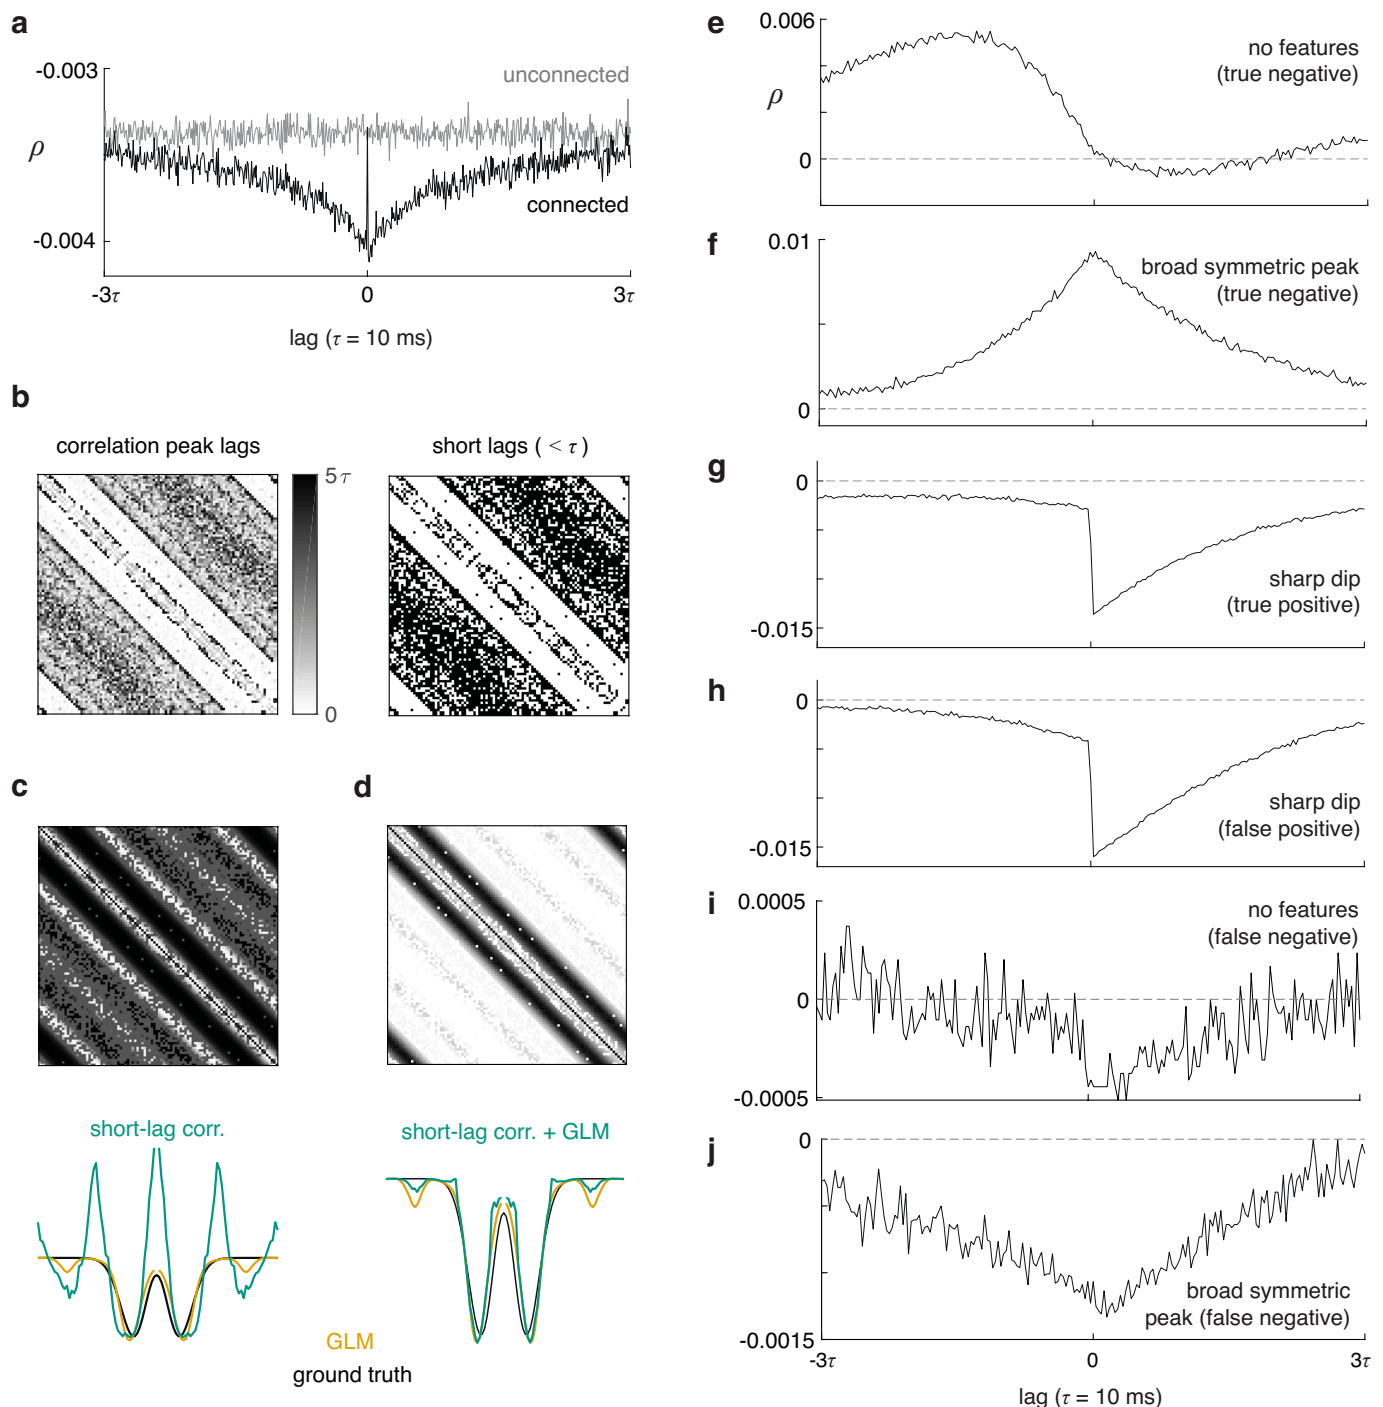 a
-0.003
unconnected
ρ
connected
-0.004
-3τ
0
3τ
lag (τ = 10 ms)
b
correlation peak lags
short lags ( < τ )
5τ
0
c
d
short-lag corr.
short-lag corr. + GLM
GLM
ground truth
e
0.006
no features
(true negative)
ρ
0
f
0.01
broad symmetric peak
(true negative)
0
g
0
sharp dip
(true positive)
-0.015
h
0
sharp dip
(false positive)
-0.015
i
0.0005
no features
(false negative)
0
-0.0005
j
0
broad symmetric
peak (false negative)
-0.0015
-3τ
0
3τ
lag (τ = 10 ms)